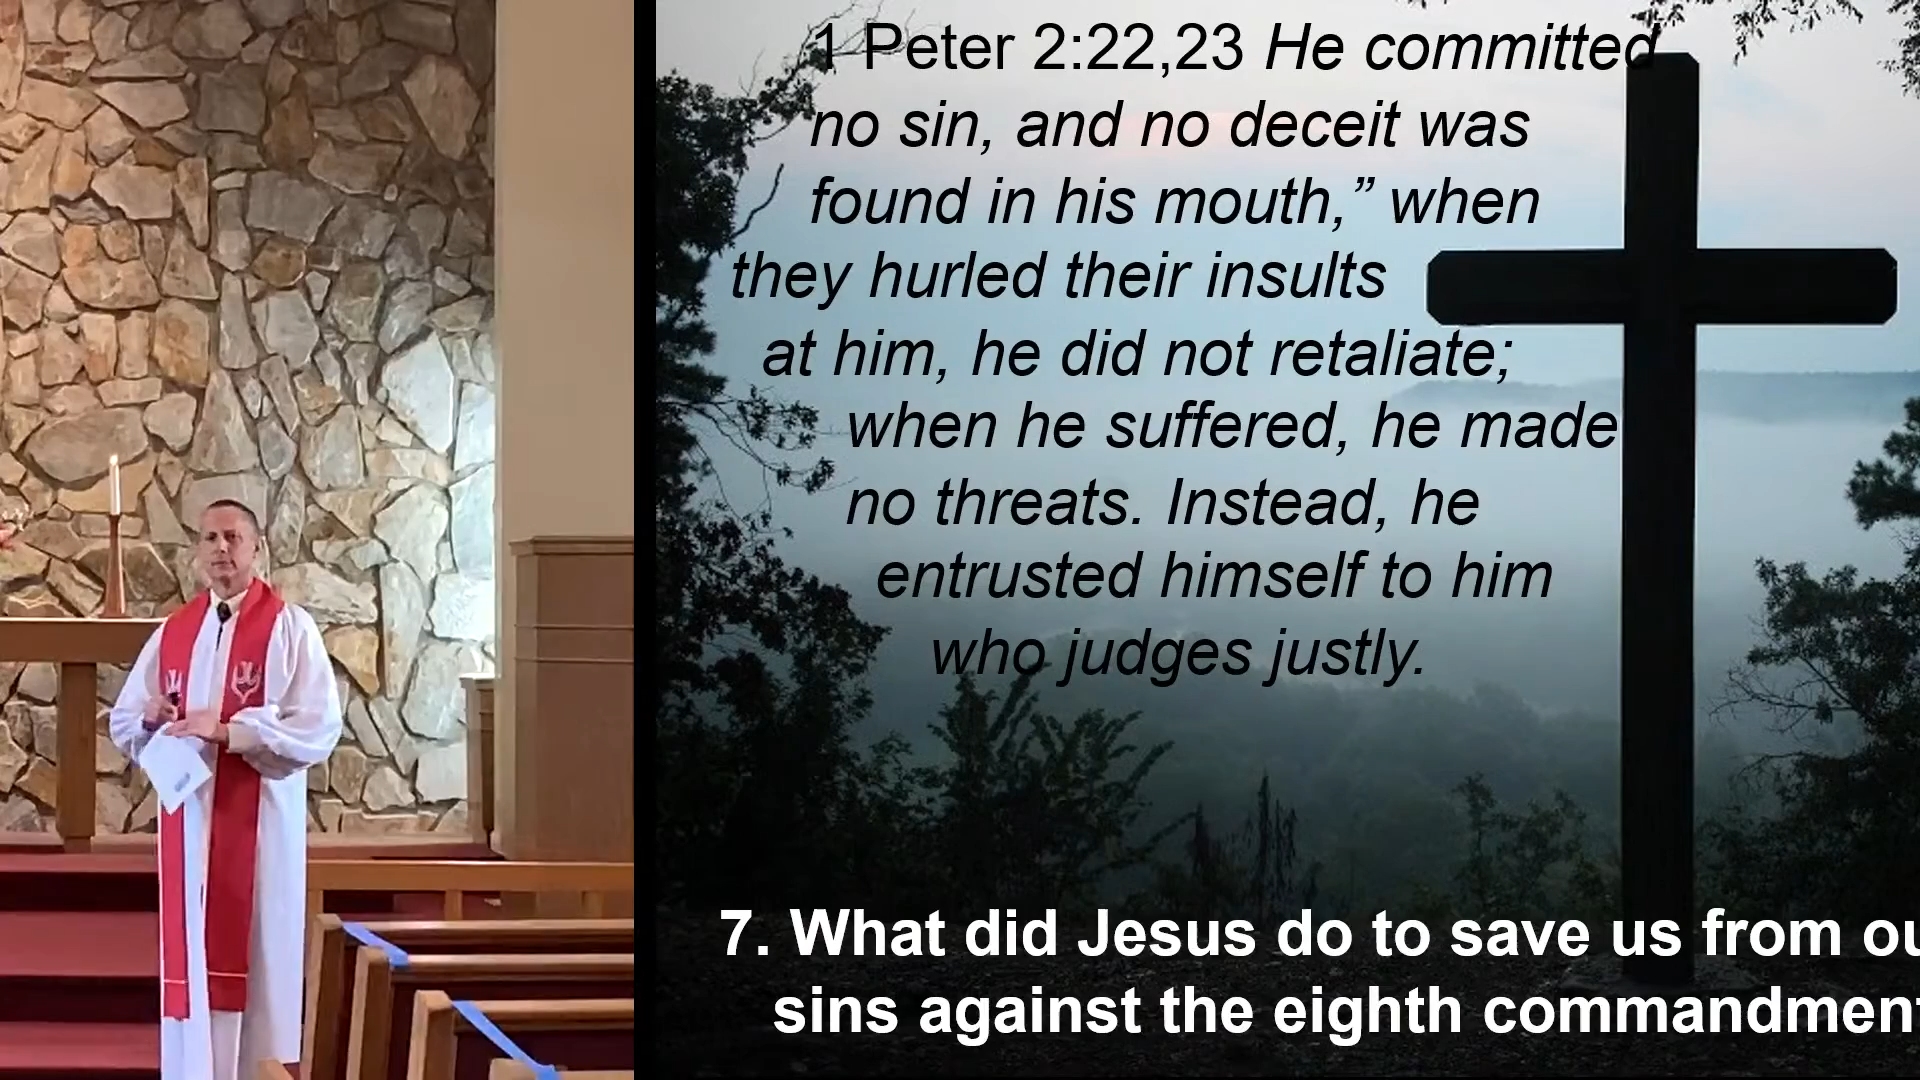 1 Peter 2:22,23 He committed
no sin, and no deceit was
found in his mouth,” when
they hurled their insults
at him, he did not retaliate;
when he suffered, he made
no threats. Instead, he
entrusted himself to him
who judges justly.
7. What did Jesus do to save us from ou
sins against the eighth commandment